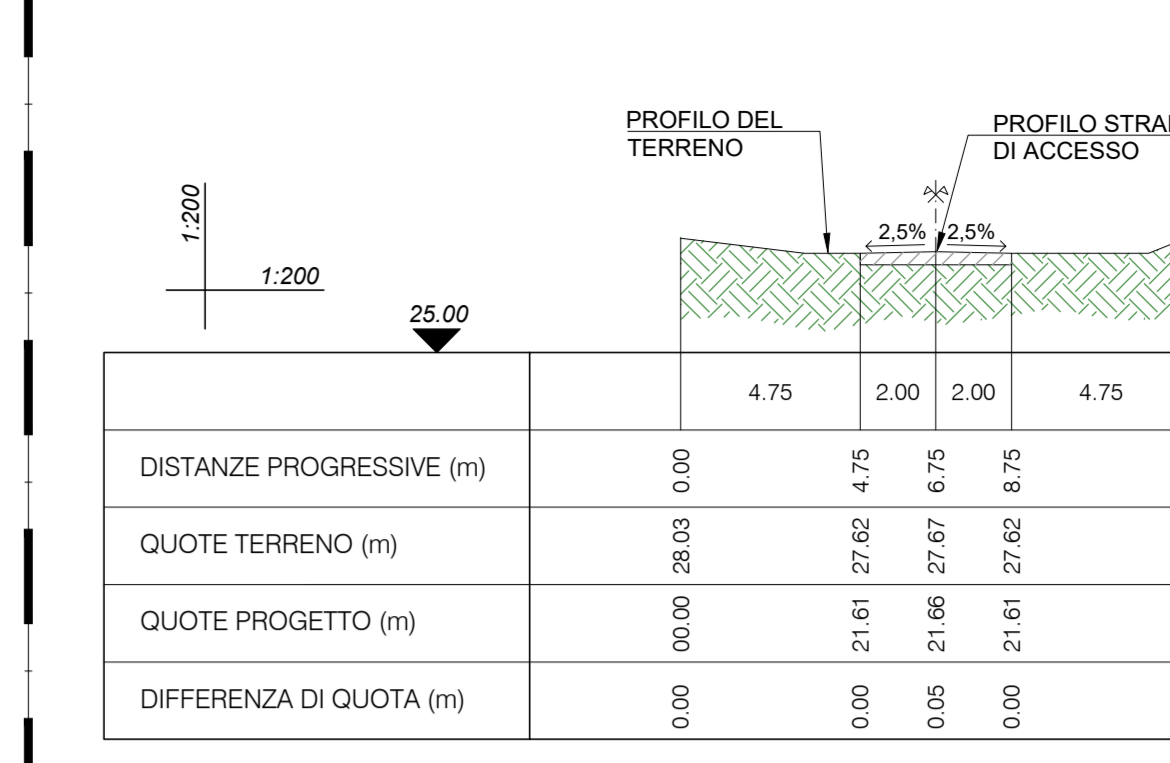 PROFILO DEL
TERRENO
PROFILO STRA
DI ACCESSO
1:200
1:200
2,5% 2,5%
25.00
4.75 2.00 2.00 4.75
DISTANZE PROGRESSIVE (m) 0.00 4.75 6.75 8.75
QUOTE TERRENO (m) 28.03 27.62 27.67 27.62
QUOTE PROGETTO (m) 00.00 21.61 21.66 21.61
DIFFERENZA DI QUOTA (m) 0.00 0.00 0.05 0.00